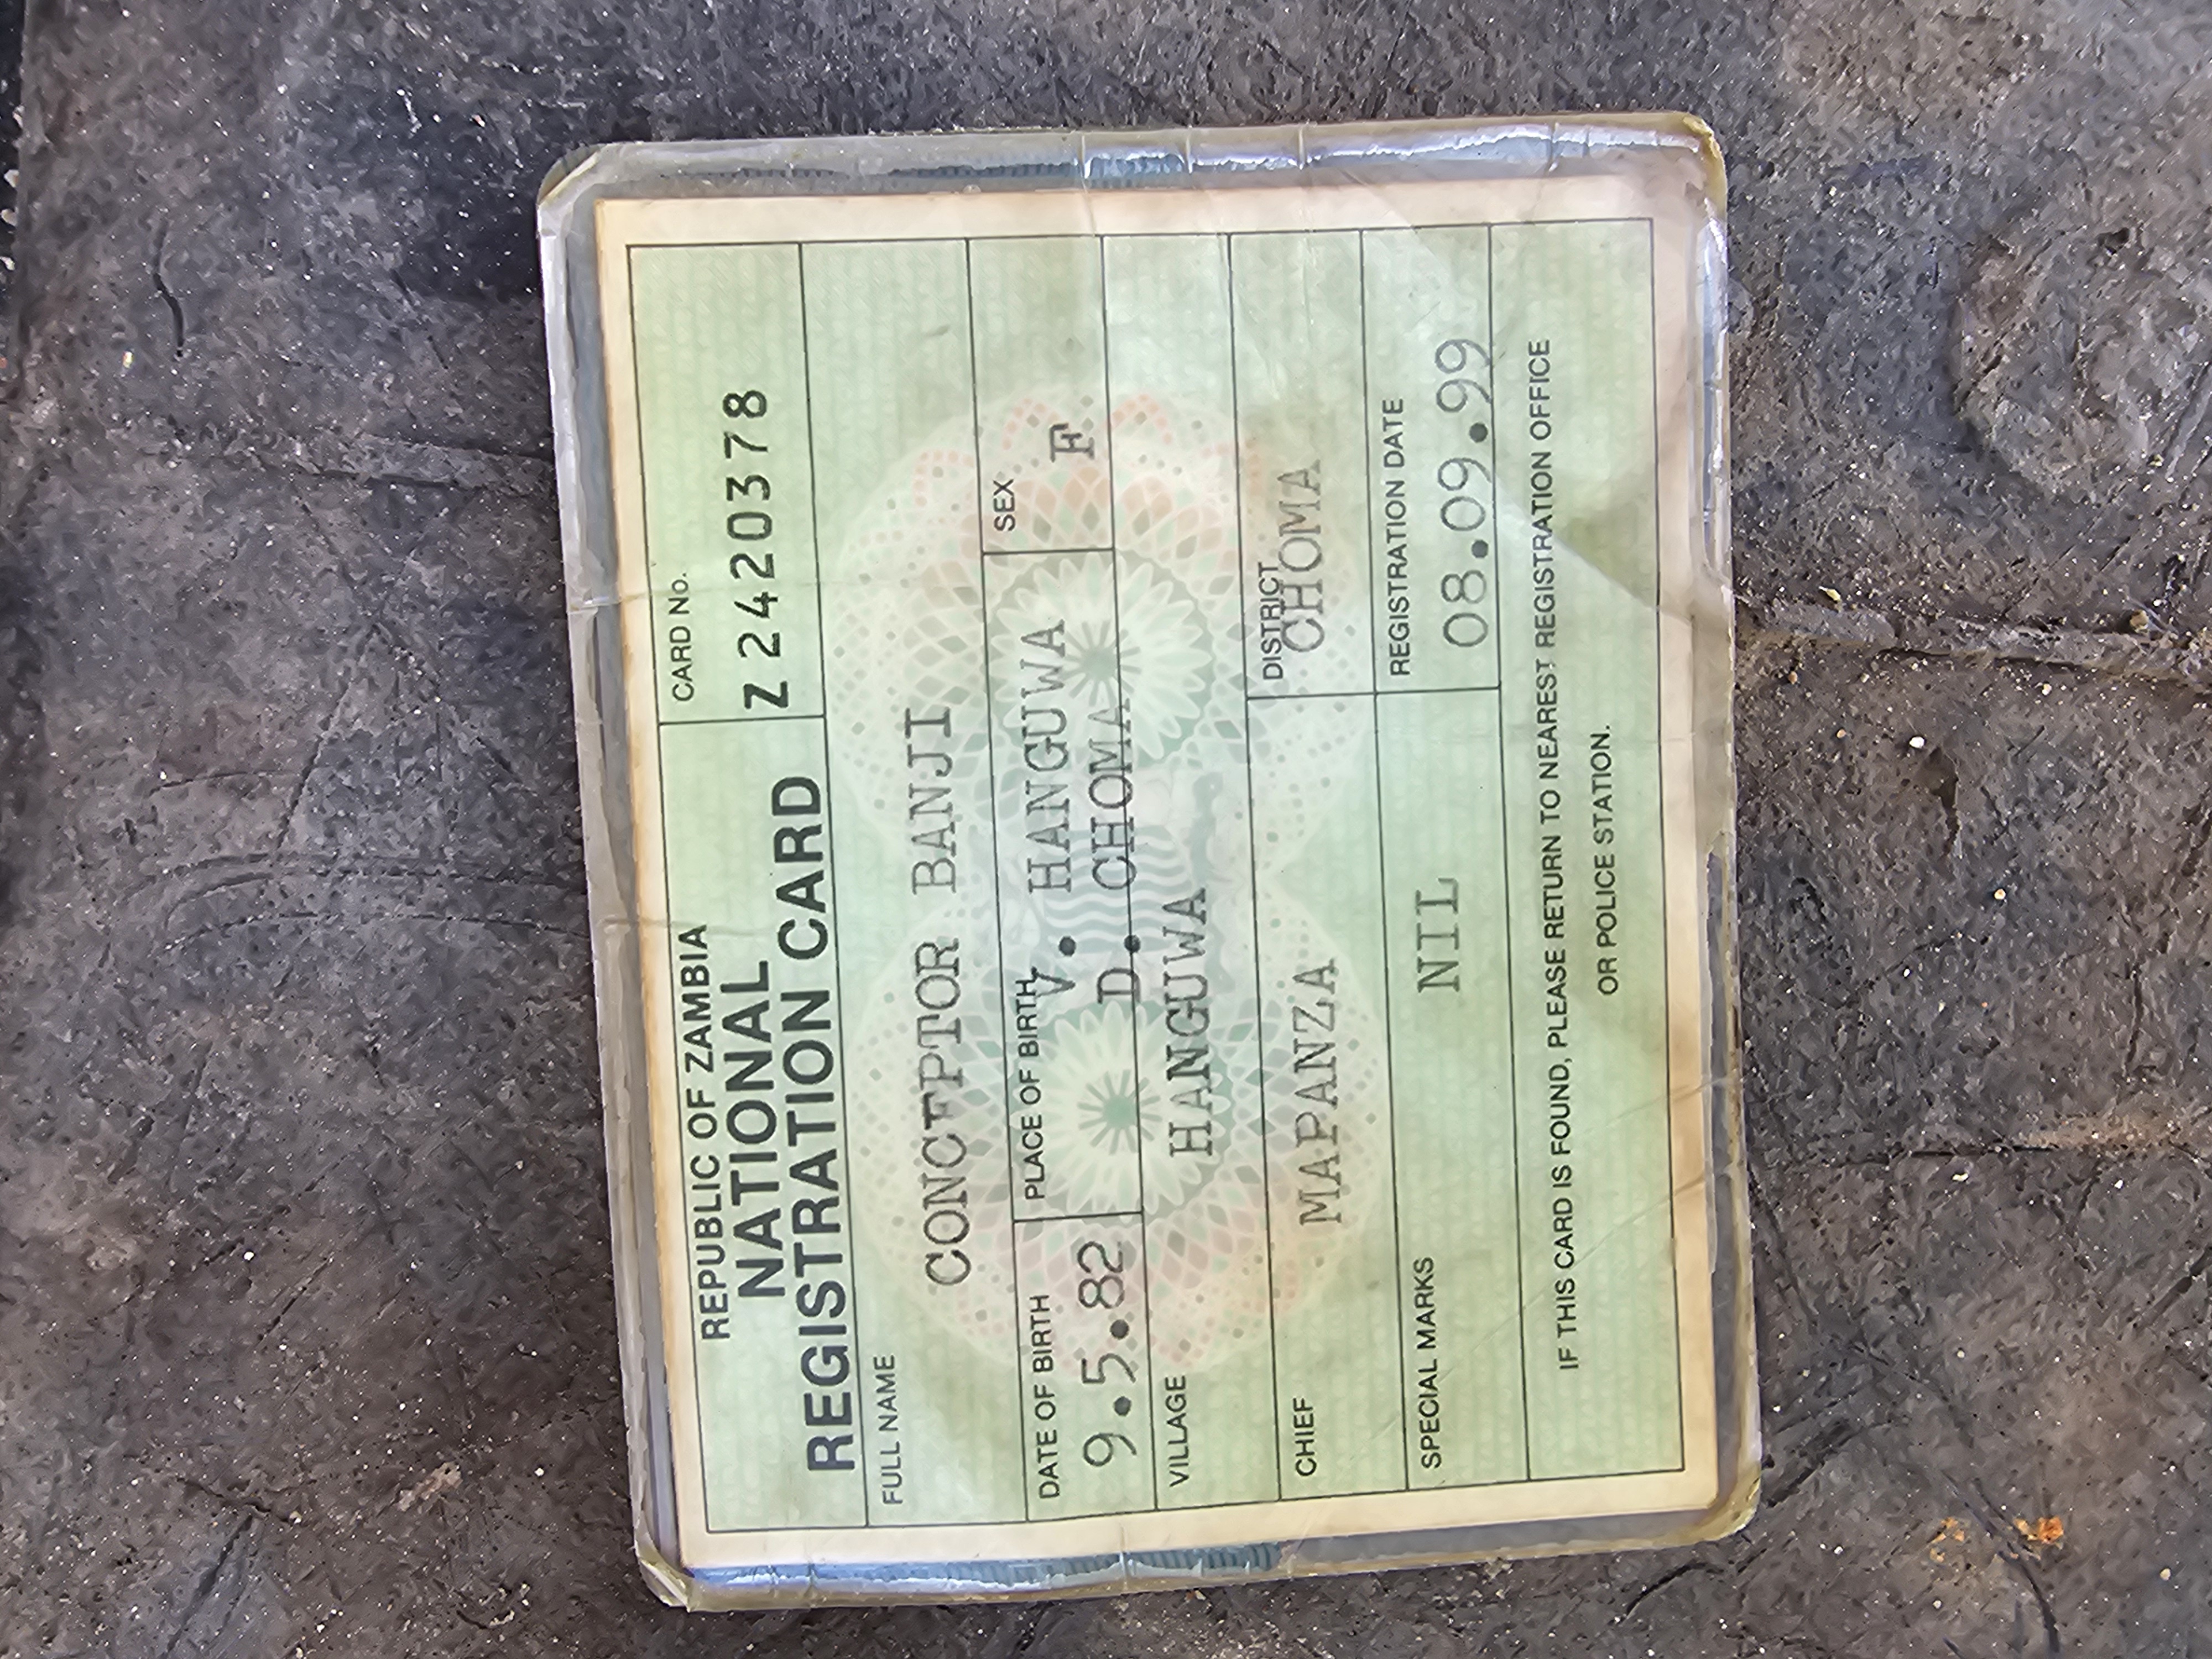 REPUBLIC OF ZAMBIA
NATIONAL
REGISTRATION CARD
CARD No.
Z 2420378
FULL NAME
CONCEPTOR BANJI
DATE OF BIRTH
9.5.82
PLACE OF BIRTH
V. HANGUWA
D. CHOMA
SEX
F
VILLAGE
HANGUWA
CHIEF
MAPANZA
DISTRICT
CHOMA
SPECIAL MARKS
NIL
REGISTRATION DATE
08.09.99
IF THIS CARD IS FOUND, PLEASE RETURN TO NEAREST REGISTRATION OFFICE
OR POLICE STATION.